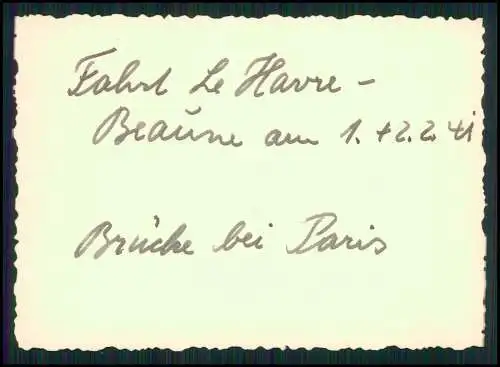 Fahrt Le Havre -
Beaune am 1. + 2. 2. 41
Brücke bei Paris